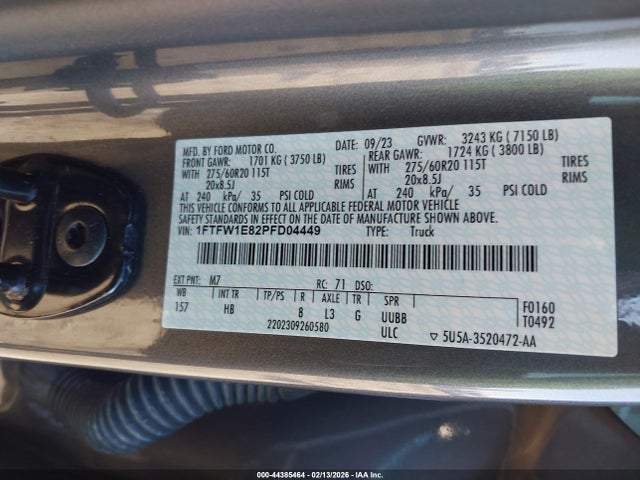 MFD. BY FORD MOTOR CO. DATE: 09/23 GVWR: 3243 KG ( 7150 LB)
FRONT GAWR: 1701 KG ( 3750 LB) REAR GAWR: 1724 KG ( 3800 LB)
WITH 275/60R20 115T TIRES WITH 275/60R20 115T TIRES
20x8.5J RIMS 20x8.5J RIMS
AT 240 kPa/ 35 PSI COLD AT 240 kPa/ 35 PSI COLD
THIS VEHICLE CONFORMS TO ALL APPLICABLE FEDERAL MOTOR VEHICLE
SAFETY STANDARDS IN EFFECT ON THE DATE OF MANUFACTURE SHOWN ABOVE.
VIN: 1FTFW1E82PFD04449 TYPE: Truck
EXT PNT: M7 RC: 71 DSO:
WB INT TR TP/PS R AXLE TR SPR F0160
157 HB 8 L3 G UUBB T0492
2202309260580 ULC 5U5A-3520472-AA
000-44385464 - 02/13/2026 - IAA Inc.